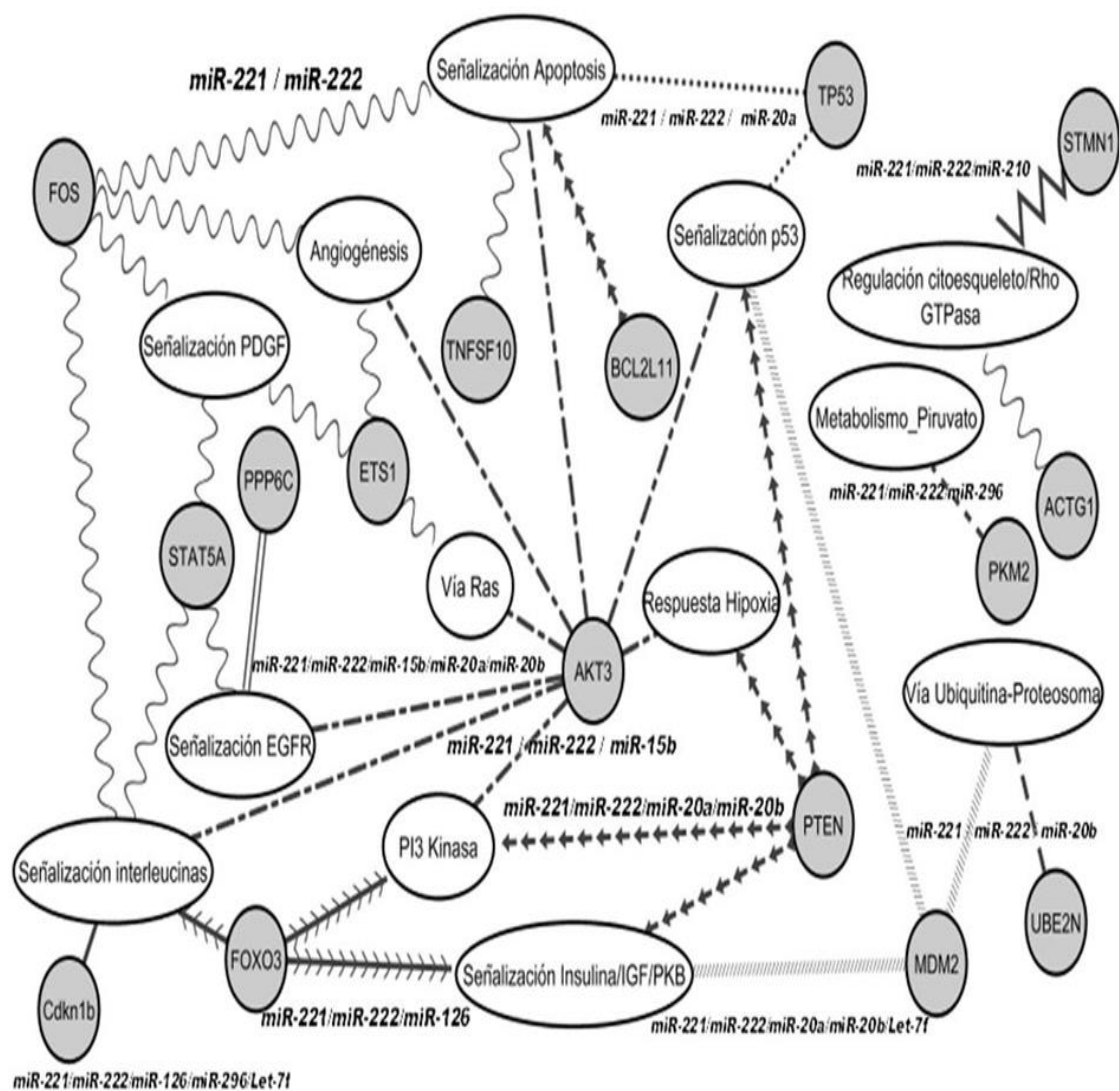 Señalización Apoptosis
miR-221 / miR-222
TP53
miR-221 / miR-222 / miR-20a
STMN1
miR-221/miR-222/miR-210
FOS
Angiogénesis
Señalización p53
Regulación citoesqueleto/Rho
GTPasa
Señalización PDGF
TNFSF10
BCL2L11
Metabolismo_Piruvato
PPP6C
ETS1
miR-221/miR-222/miR-296
ACTG1
STAT5A
PKM2
Vía Ras
Respuesta Hipoxia
miR-221/miR-222/miR-15b/miR-20a/miR-20b
AKT3
Vía Ubiquitina-Proteosoma
Señalización EGFR
miR-221 / miR-222 / miR-15b
miR-221/miR-222/miR-20a/miR-20b
PTEN
miR-221 / miR-222 / miR-20b
PI3 Kinasa
Señalización interleucinas
UBE2N
FOXO3
MDM2
Señalización/Insulina/IGF/PKB
Cdkn1b
miR-221/miR-222/miR-126
miR-221/miR-222/miR-20a/miR-20b/Let-7f
miR-221/miR-222/miR-126/miR-296/Let-7f